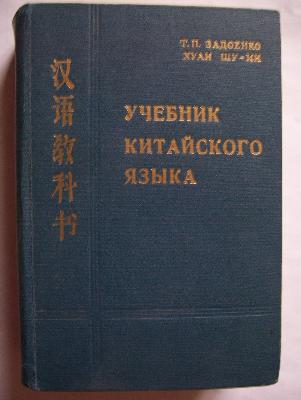 Т. П. ЗАДОЕНКО
ХУАН ШУ-ИН
汉语教科书
УЧЕБНИК
КИТАЙСКОГО
ЯЗЫКА